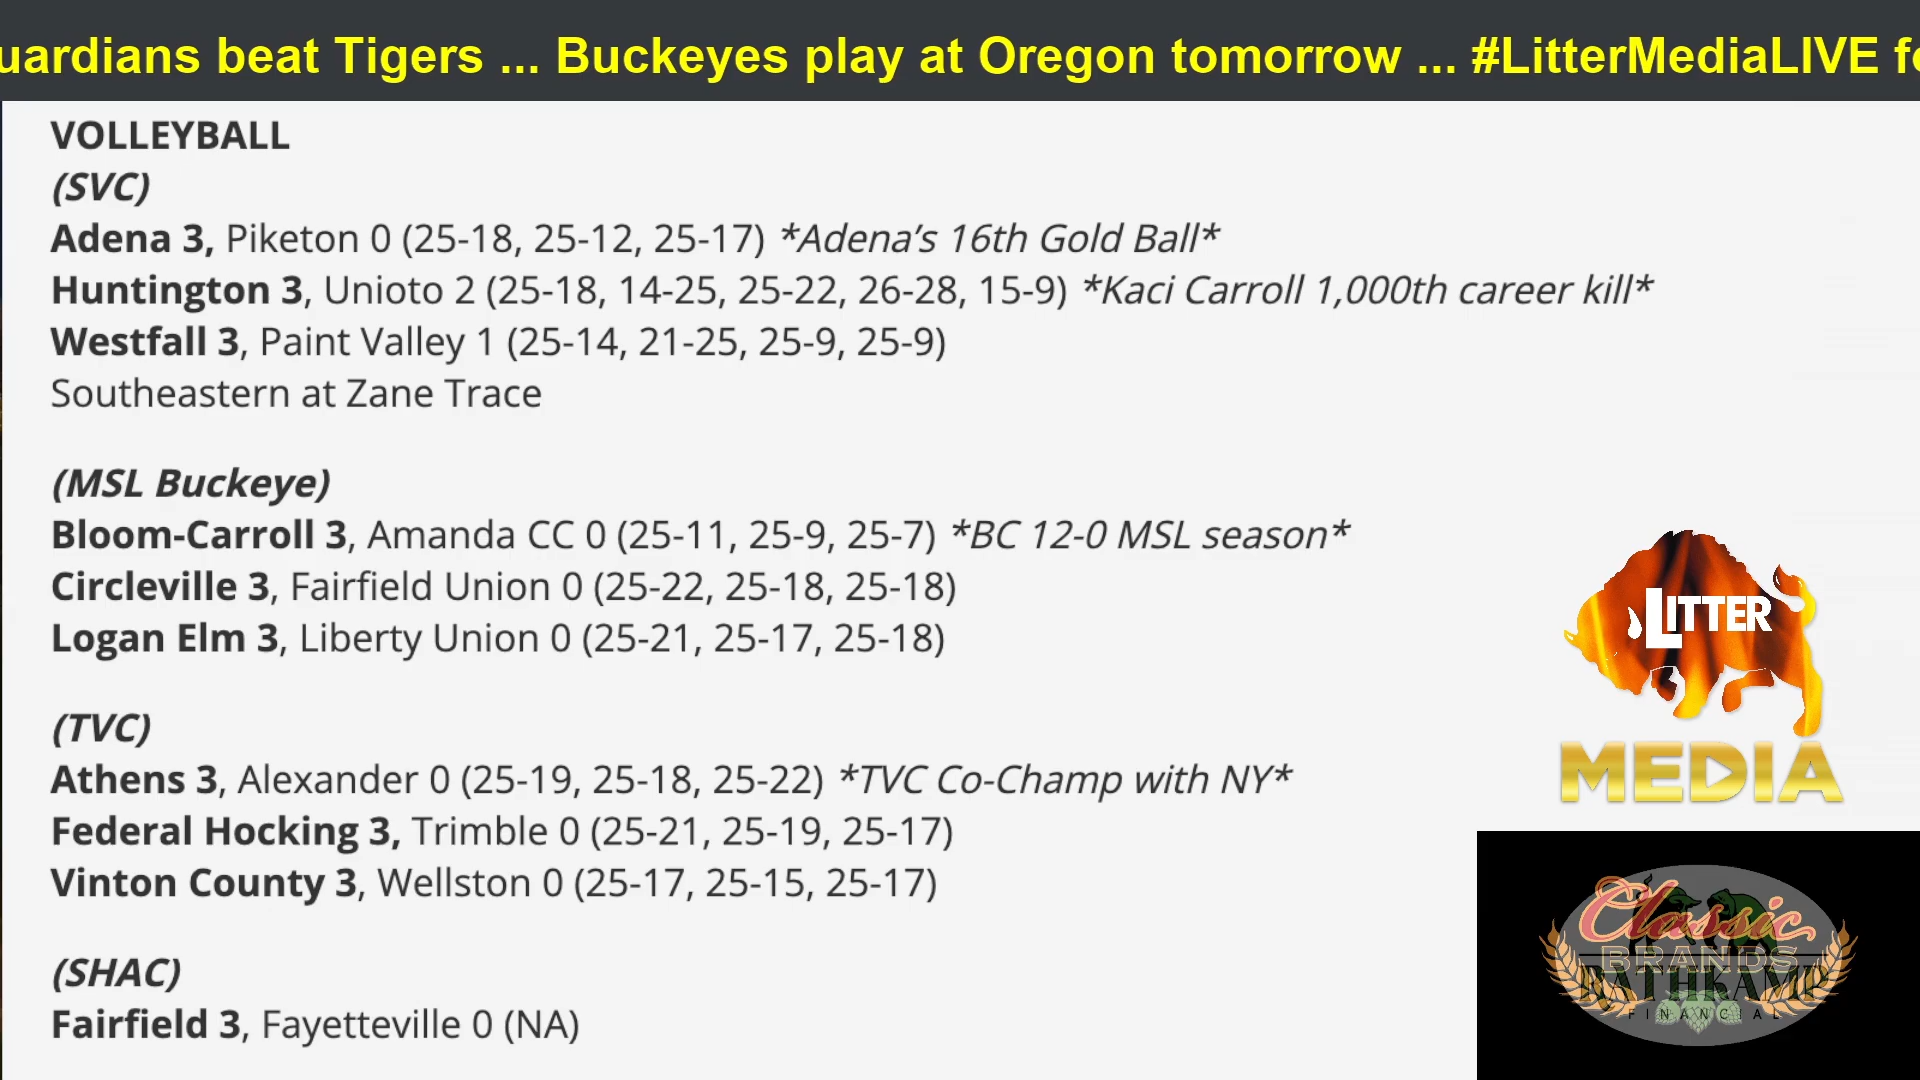 uardians beat Tigers ... Buckeyes play at Oregon tomorrow ... #LitterMediaLIVE fo
VOLLEYBALL
(SVC)
Adena 3, Piketon 0 (25-18, 25-12, 25-17) *Adena’s 16th Gold Ball*
Huntington 3, Unioto 2 (25-18, 14-25, 25-22, 26-28, 15-9) *Kaci Carroll 1,000th career kill*
Westfall 3, Paint Valley 1 (25-14, 21-25, 25-9, 25-9)
Southeastern at Zane Trace
(MSL Buckeye)
Bloom-Carroll 3, Amanda CC 0 (25-11, 25-9, 25-7) *BC 12-0 MSL season*
Circleville 3, Fairfield Union 0 (25-22, 25-18, 25-18)
Logan Elm 3, Liberty Union 0 (25-21, 25-17, 25-18)
(TVC)
Athens 3, Alexander 0 (25-19, 25-18, 25-22) *TVC Co-Champ with NY*
Federal Hocking 3, Trimble 0 (25-21, 25-19, 25-17)
Vinton County 3, Wellston 0 (25-17, 25-15, 25-17)
(SHAC)
Fairfield 3, Fayetteville 0 (NA)
LITTER
MEDIA
Classic
BRANDS
RATHKAMP
FINANCIAL